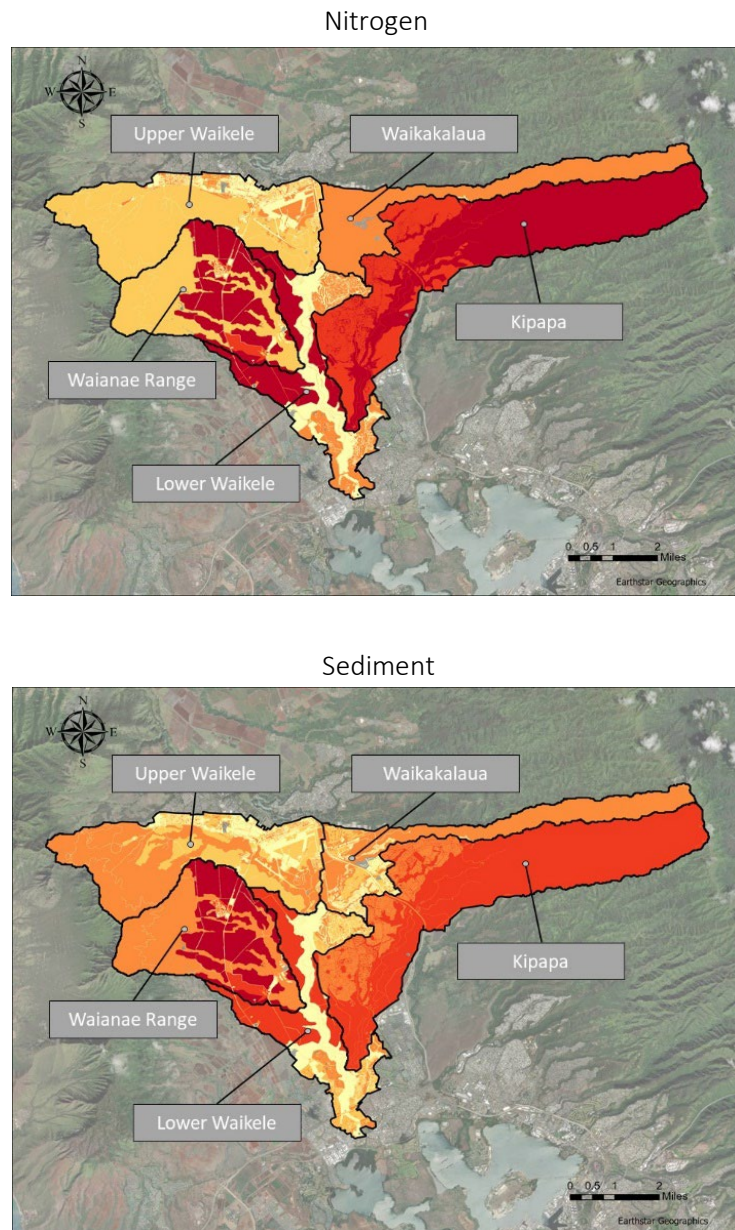 Nitrogen
N
W E
S
Upper Waikele
Waikakalaua
Kipapa
Waianae Range
Lower Waikele
0 0.5 1 2
Miles
Earthstar Geographics
Sediment
N
W E
S
Upper Waikele
Waikakalaua
Kipapa
Waianae Range
Lower Waikele
0 0.5 1 2
Miles
Earthstar Geographics